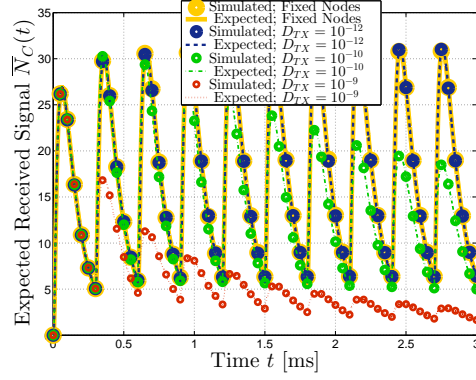 Expected Received Signal $\overline{N}_C(t)$
35
30
25
20
15
10
5
0
Simulated; Fixed Nodes
Expected; Fixed Nodes
Simulated; $D_{TX} = 10^{-12}$
Expected; $D_{TX} = 10^{-12}$
Simulated; $D_{TX} = 10^{-10}$
Expected; $D_{TX} = 10^{-10}$
Simulated; $D_{TX} = 10^{-9}$
Expected; $D_{TX} = 10^{-9}$
0 0.5 1 1.5 2 2.5 3
Time $t$ [ms]